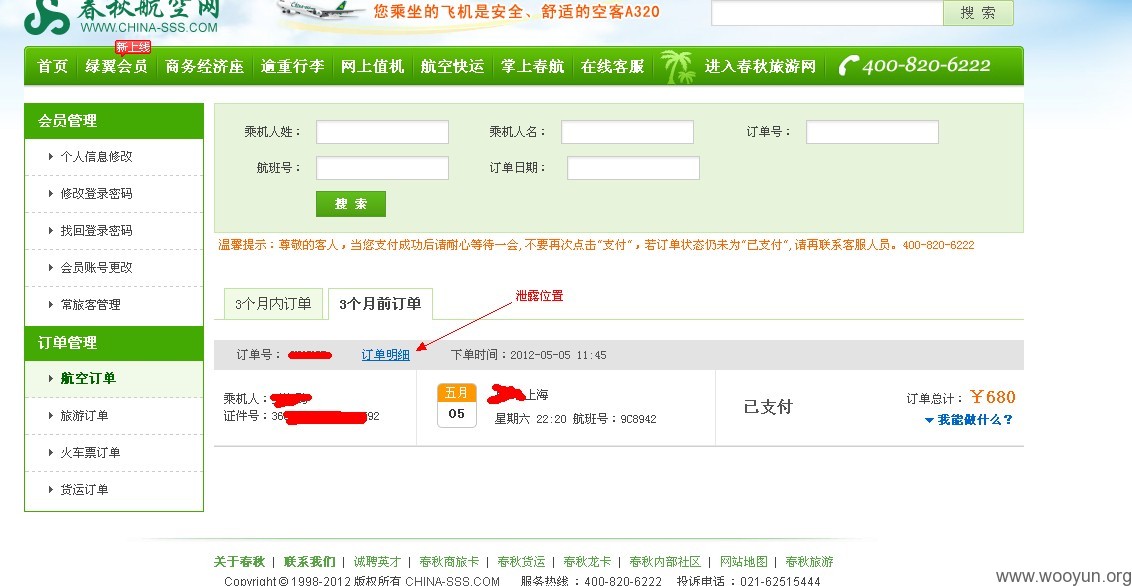 春秋航空网
WWW.CHINA-SSS.COM
您乘坐的飞机是安全、舒适的空客A320
搜 索
新上线
首页 绿翼会员 商务经济座 逾重行李 网上值机 航空快运 掌上春航 在线客服 进入春秋旅游网 400-820-6222
会员管理
个人信息修改
修改登录密码
找回登录密码
会员账号更改
常旅客管理
订单管理
航空订单
旅游订单
火车票订单
货运订单
乘机人姓： 乘机人名： 订单号：
航班号： 订单日期：
搜 索
温馨提示：尊敬的客人，当您支付成功后请耐心等待一会,不要再次点击“支付”，若订单状态仍未为“已支付”,请再联系客服人员。400-820-6222
3个月内订单 3个月前订单
泄露位置
订单号： 订单明细 下单时间：2012-05-05 11:45
乘机人：
证件号：36 92
五月
05
上海
星期六 22:20 航班号：9C8942
已支付
订单总计：￥680
我能做什么？
关于春秋 | 联系我们 | 诚聘英才 | 春秋商旅卡 | 春秋货运 | 春秋龙卡 | 春秋内部社区 | 网站地图 | 春秋旅游
Copyright © 1998-2012 版权所有 CHINA-SSS.COM 服务热线：400-820-6222 投诉电话：021-62515444
www.wooyun.org